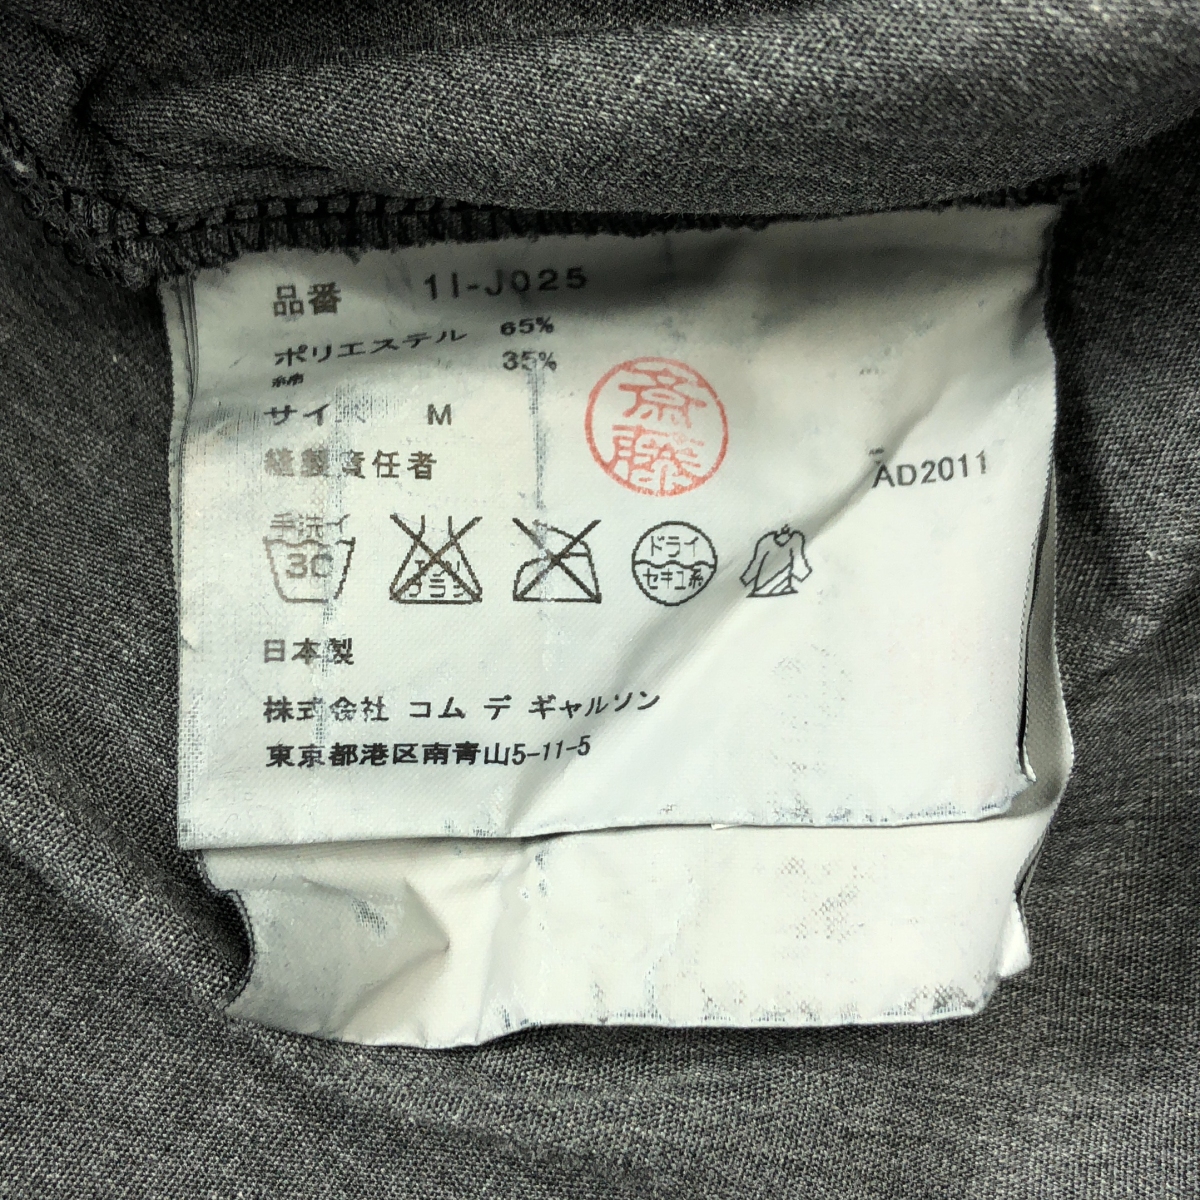 品番 1I-J025
ポリエステル 65%
綿 35%
サイズ M
縫製責任者
斎藤
AD2011
手洗イ
30
ドライ
セキユ系
日本製
株式会社 コム デ ギャルソン
東京都港区南青山5-11-5